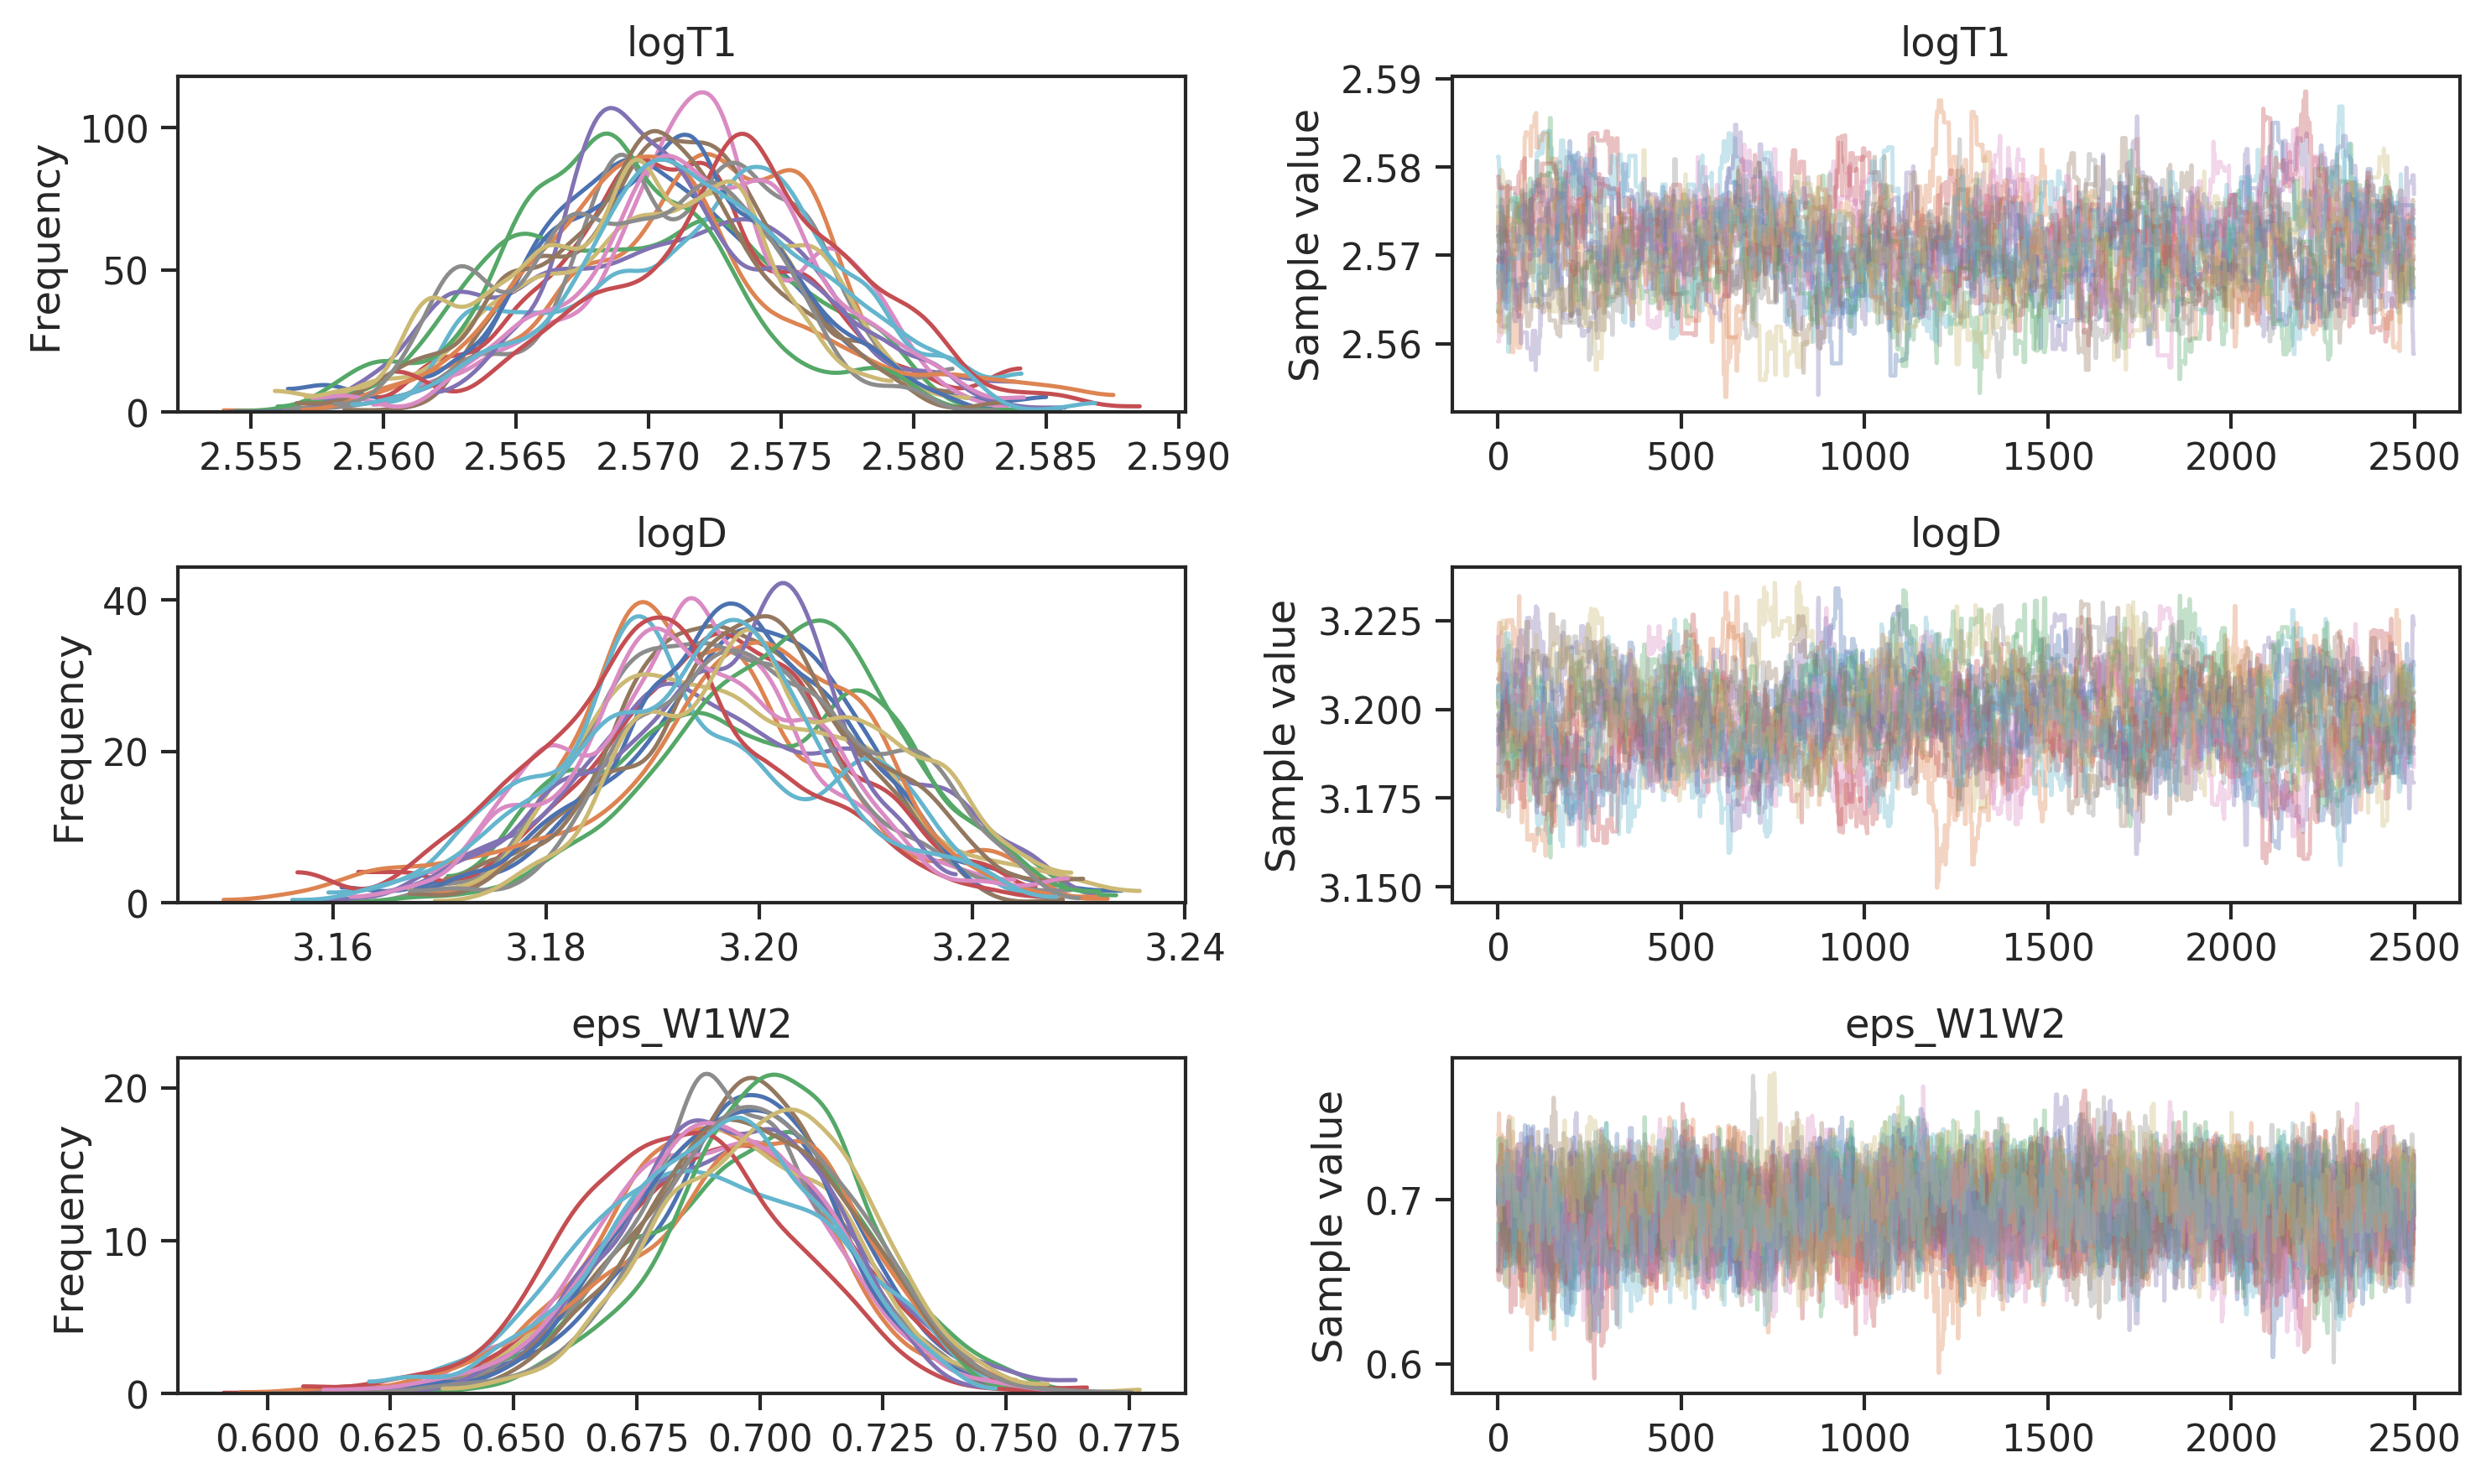 logT1
logT1
Frequency
100
50
0
2.555 2.560 2.565 2.570 2.575 2.580 2.585 2.590
Sample value
2.59
2.58
2.57
2.56
0 500 1000 1500 2000 2500
logD
logD
Frequency
40
20
0
3.16 3.18 3.20 3.22 3.24
Sample value
3.225
3.200
3.175
3.150
0 500 1000 1500 2000 2500
eps_W1W2
eps_W1W2
Frequency
20
10
0
0.600 0.625 0.650 0.675 0.700 0.725 0.750 0.775
Sample value
0.7
0.6
0 500 1000 1500 2000 2500